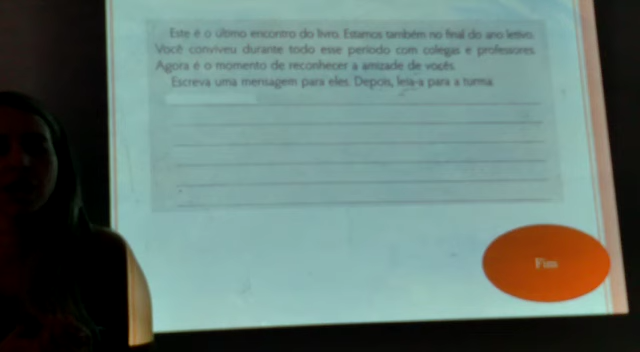 Este é o último encontro do livro. Estamos também no final do ano letivo.
Você conviveu durante todo esse período com colegas e professores.
Agora é o momento de reconhecer a amizade de vocês.
Escreva uma mensagem para eles. Depois, leia-a para a turma.
Fim